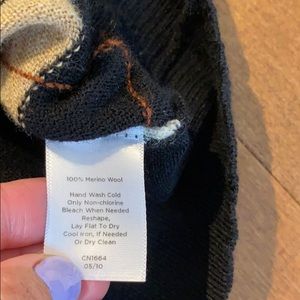 100% Merino Wool
Hand Wash Cold
Only Non-chlorine
Bleach When Needed
Reshape,
Lay Flat To Dry
Cool Iron, If Needed
Or Dry Clean
CN1664
05/10